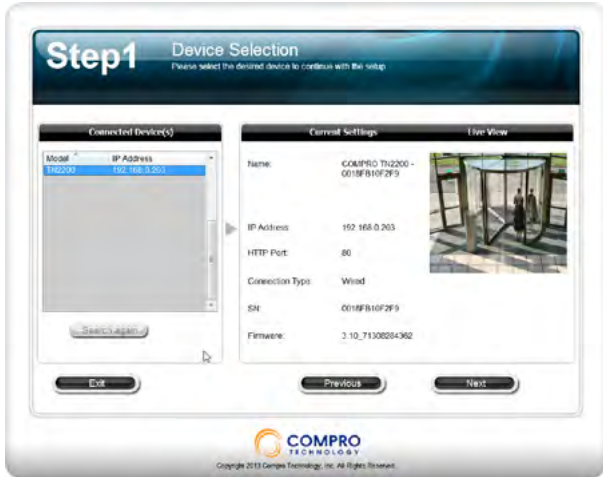 Step1
Device Selection
Please select the desired device to continue with the setup
Connected Device(s)
Model IP Address
TN2200 192.168.0.203
Search again
Current Settings Live View
Name: COMPRO TN2200 -
0018FB10F2F9
IP Address: 192.168.0.203
HTTP Port: 80
Connection Type: Wired
SN: 0018FB10F2F9
Firmware: 3.10_71308284362
Exit Previous Next
COMPRO
TECHNOLOGY
Copyright 2013 Compro Technology, Inc. All Rights Reserved.